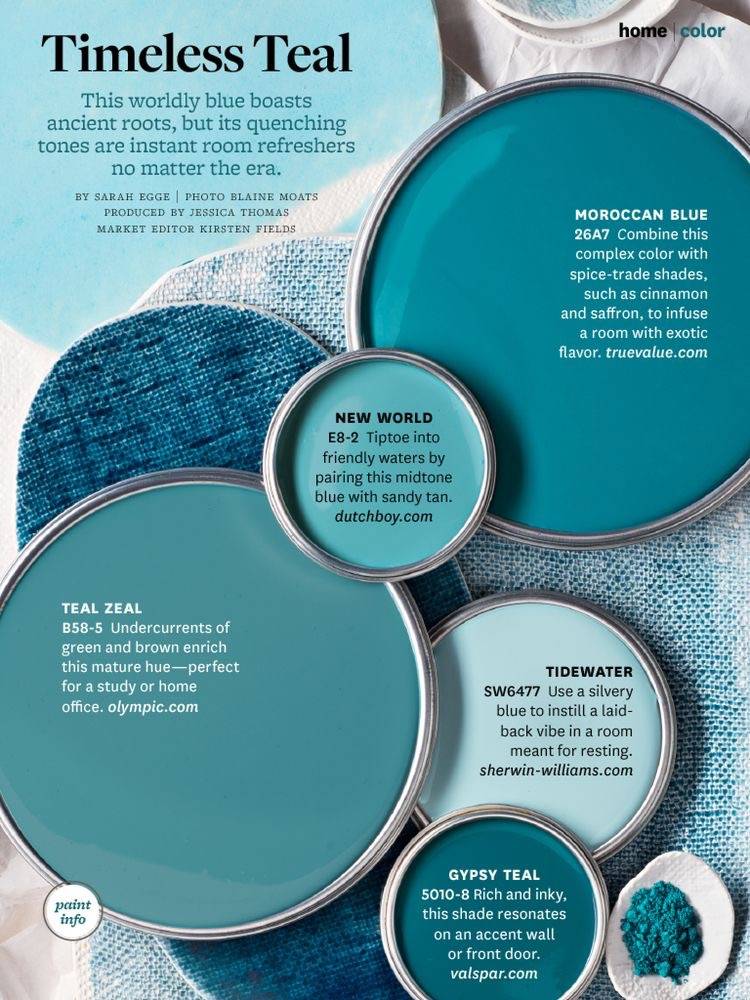 home | color
Timeless Teal
This worldly blue boasts
ancient roots, but its quenching
tones are instant room refreshers
no matter the era.
BY SARAH EGGE | PHOTO BLAINE MOATS
PRODUCED BY JESSICA THOMAS
MARKET EDITOR KIRSTEN FIELDS
MOROCCAN BLUE
26A7 Combine this
complex color with
spice-trade shades,
such as cinnamon
and saffron, to infuse
a room with exotic
flavor. truevalue.com
NEW WORLD
E8-2 Tiptoe into
friendly waters by
pairing this midtone
blue with sandy tan.
dutchboy.com
TEAL ZEAL
B58-5 Undercurrents of
green and brown enrich
this mature hue—perfect
for a study or home
office. olympic.com
TIDEWATER
SW6477 Use a silvery
blue to instill a laid-
back vibe in a room
meant for resting.
sherwin-williams.com
GYPSY TEAL
5010-8 Rich and inky,
this shade resonates
on an accent wall
or front door.
valspar.com
paint
info